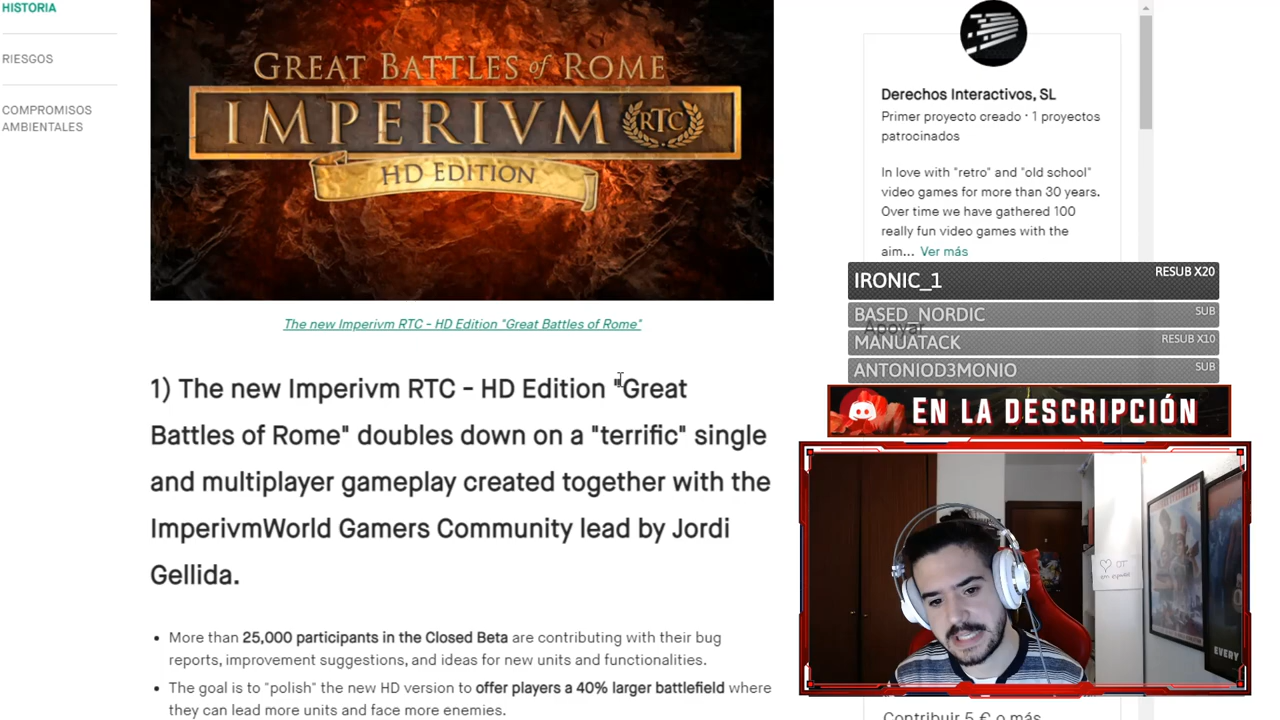 HISTORIA
RIESGOS
COMPROMISOS
AMBIENTALES
GREAT BATTLES of ROME
IMPERIVM RTC
HD EDITION
The new Imperivm RTC - HD Edition "Great Battles of Rome"
1) The new Imperivm RTC - HD Edition "Great
Battles of Rome" doubles down on a "terrific" single
and multiplayer gameplay created together with the
ImperivmWorld Gamers Community lead by Jordi
Gellida.
• More than 25,000 participants in the Closed Beta are contributing with their bug
reports, improvement suggestions, and ideas for new units and functionalities.
• The goal is to "polish" the new HD version to offer players a 40% larger battlefield where
they can lead more units and face more enemies.
Derechos Interactivos, SL
Primer proyecto creado · 1 proyectos
patrocinados
In love with "retro" and "old school"
video games for more than 30 years.
Over time we have gathered 100
really fun video games with the
aim... Ver más
IRONIC_1 RESUB X20
BASED_NORDIC SUB
Apoyar
MANUATACK RESUB X10
ANTONIOD3MONIO SUB
EN LA DESCRIPCIÓN
EVERY
Contribuir 5 € o más